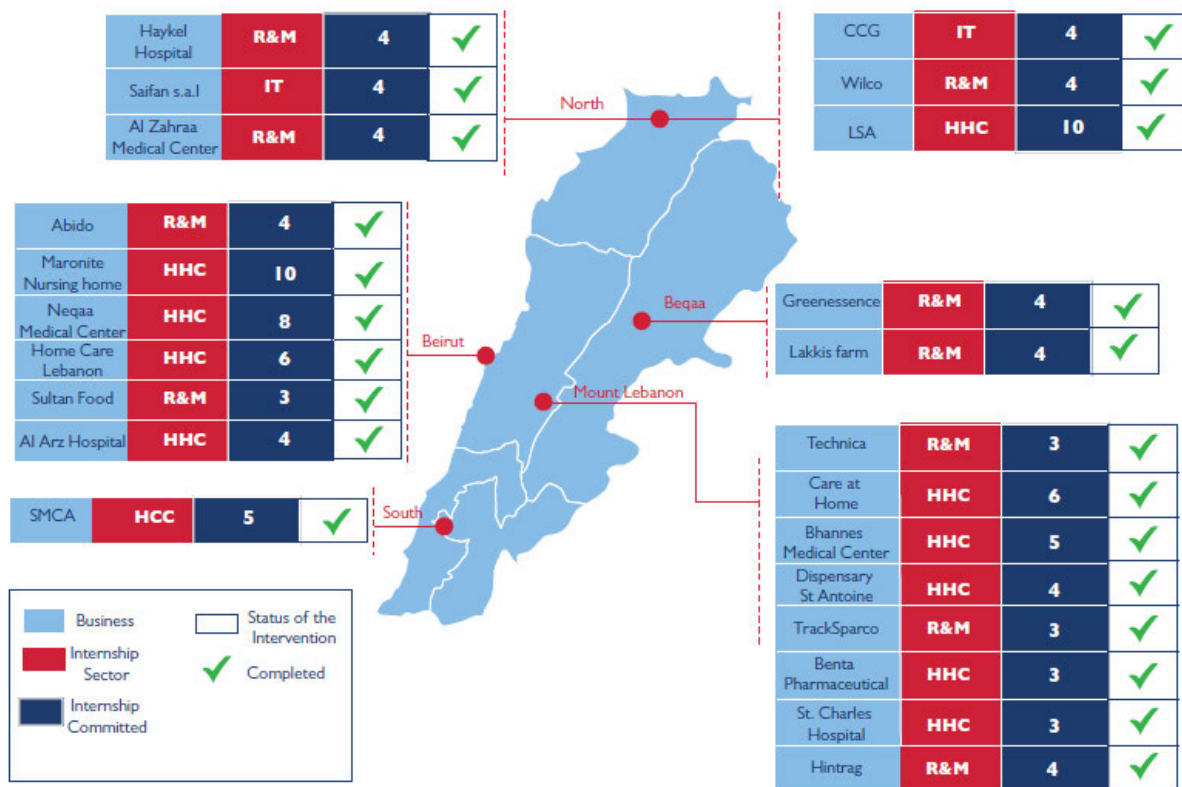 Haykel
Hospital
R&M
4
Saifan s.a.l
IT
4
Al Zahraa
Medical Center
R&M
4
CCG
IT
4
Wilco
R&M
4
LSA
HHC
10
North
Abido
R&M
4
Maronite
Nursing home
HHC
10
Neqaa
Medical Center
HHC
8
Home Care
Lebanon
HHC
6
Sultan Food
R&M
3
Al Arz Hospital
HHC
4
Beirut
Beqaa
Greenessence
R&M
4
Lakkis farm
R&M
4
Mount Lebanon
Technica
R&M
3
Care at
Home
HHC
6
Bhannes
Medical Center
HHC
5
Dispensary
St Antoine
HHC
4
TrackSparco
R&M
3
Benta
Pharmaceutical
HHC
3
St. Charles
Hospital
HHC
3
Hintrag
R&M
4
SMCA
HCC
5
South
Business
Internship
Sector
Internship
Committed
Status of the
Intervention
Completed